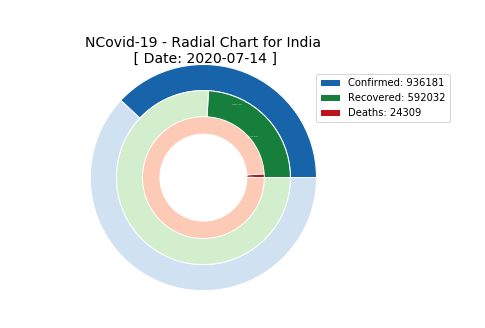 NCovid-19 - Radial Chart for India
[ Date: 2020-07-14 ]
Confirmed: 936181
Recovered: 592032
Deaths: 24309